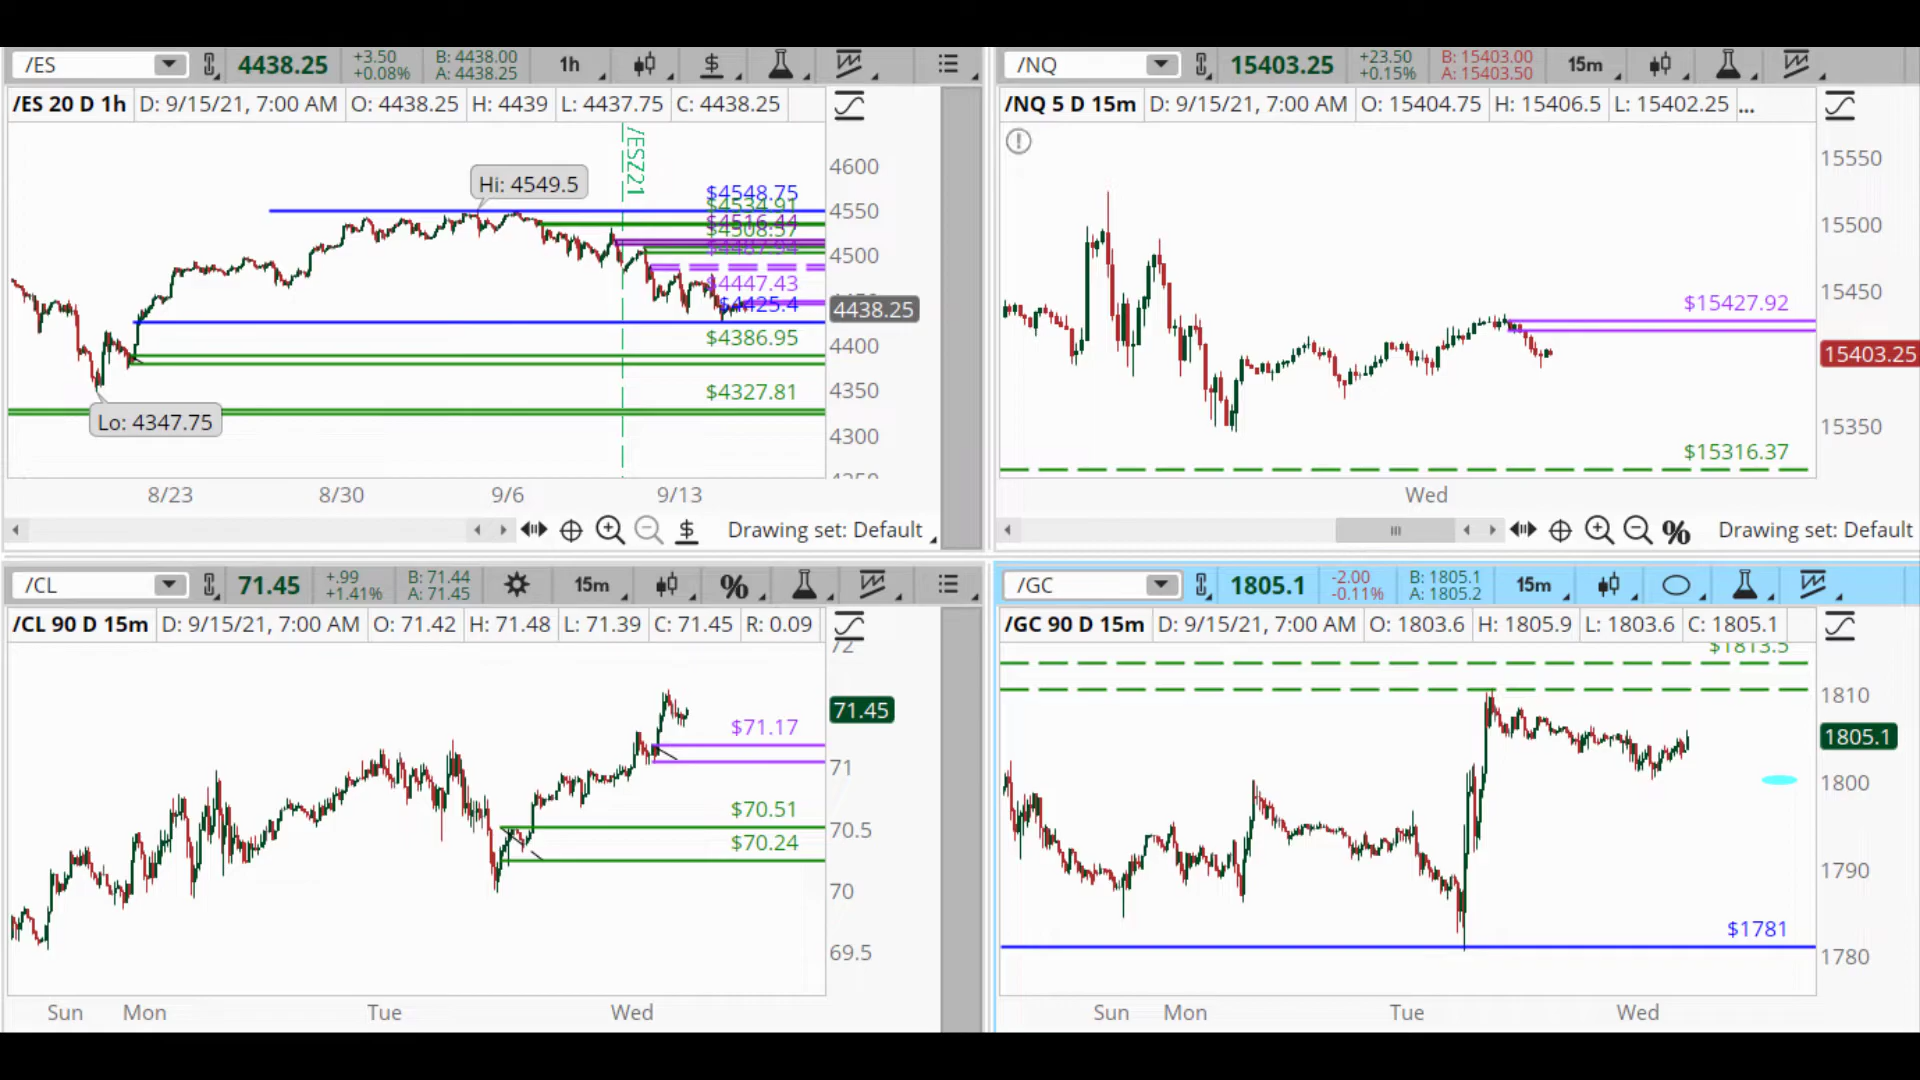 /ES 4438.25 +3.50 +0.08% B: 4438.00 A: 4438.25 1h
/ES 20 D 1h D: 9/15/21, 7:00 AM O: 4438.25 H: 4439 L: 4437.75 C: 4438.25
/ESZ21
Hi: 4549.5
Lo: 4347.75
$4548.75
$4534.91
$4516.44
$4508.57
$4487.94
$4447.43
$4425.4
$4386.95
$4327.81
4600
4550
4500
4438.25
4400
4350
4300
8/23 8/30 9/6 9/13
Drawing set: Default
/NQ 15403.25 +23.50 +0.15% B: 15403.00 A: 15403.50 15m
/NQ 5 D 15m D: 9/15/21, 7:00 AM O: 15404.75 H: 15406.5 L: 15402.25 ...
$15427.92
$15316.37
15550
15500
15450
15403.25
15350
Wed
Drawing set: Default
/CL 71.45 +.99 +1.41% B: 71.44 A: 71.45 15m
/CL 90 D 15m D: 9/15/21, 7:00 AM O: 71.42 H: 71.48 L: 71.39 C: 71.45 R: 0.09
$71.17
$70.51
$70.24
72
71.45
71
70.5
70
69.5
Sun Mon Tue Wed
/GC 1805.1 -2.00 -0.11% B: 1805.1 A: 1805.2 15m
/GC 90 D 15m D: 9/15/21, 7:00 AM O: 1803.6 H: 1805.9 L: 1803.6 C: 1805.1
$1813.5
$1781
1810
1805.1
1800
1790
1780
Sun Mon Tue Wed